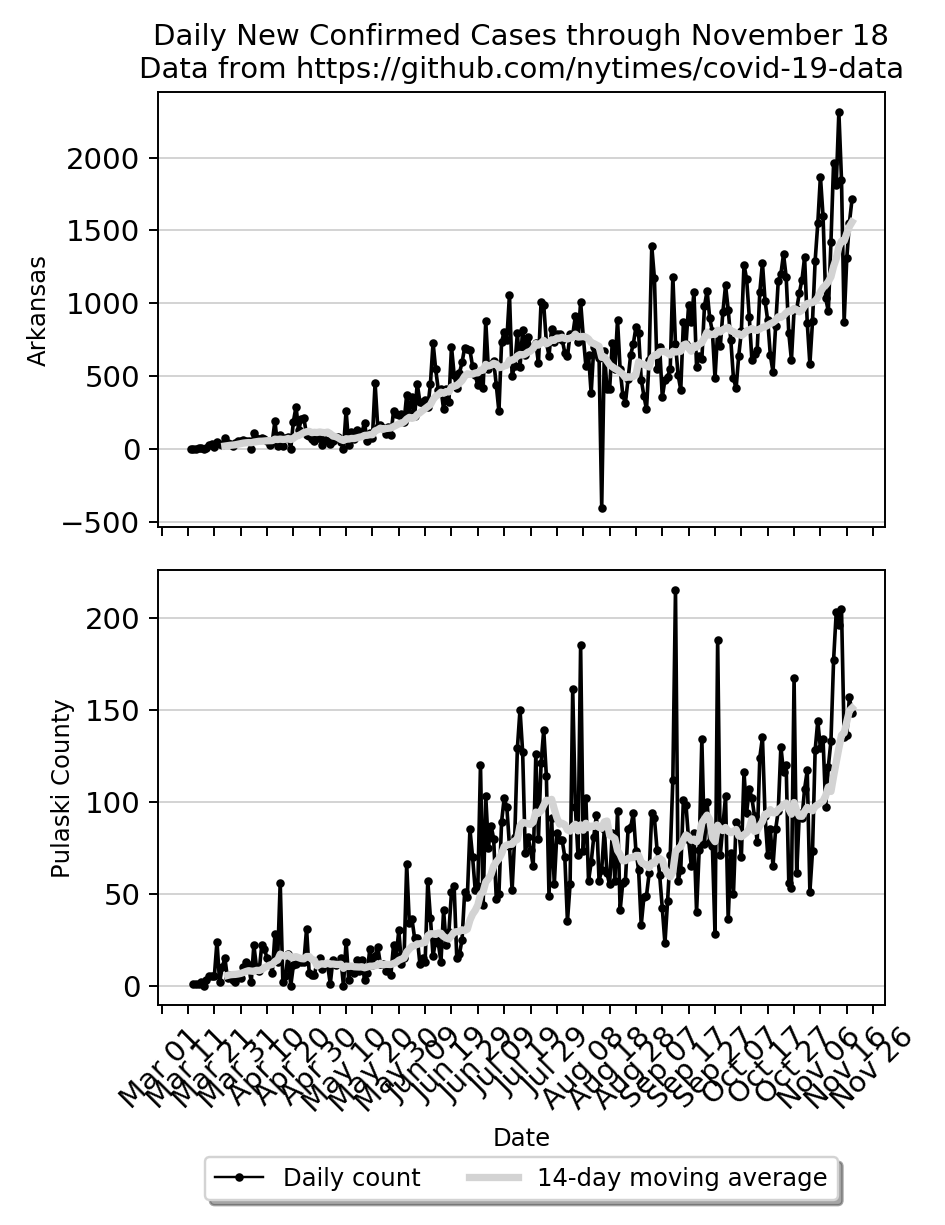 Daily New Confirmed Cases through November 18
Data from https://github.com/nytimes/covid-19-data
2000
1500
1000
500
0
−500
Arkansas
200
150
100
50
0
Pulaski County
Mar 01
Mar 11
Mar 21
Mar 31
Apr 10
Apr 20
Apr 30
May 10
May 20
May 30
Jun 09
Jun 19
Jun 29
Jul 09
Jul 19
Jul 29
Aug 08
Aug 18
Aug 28
Sep 07
Sep 17
Sep 27
Oct 07
Oct 17
Oct 27
Nov 06
Nov 16
Nov 26
Date
Daily count
14-day moving average